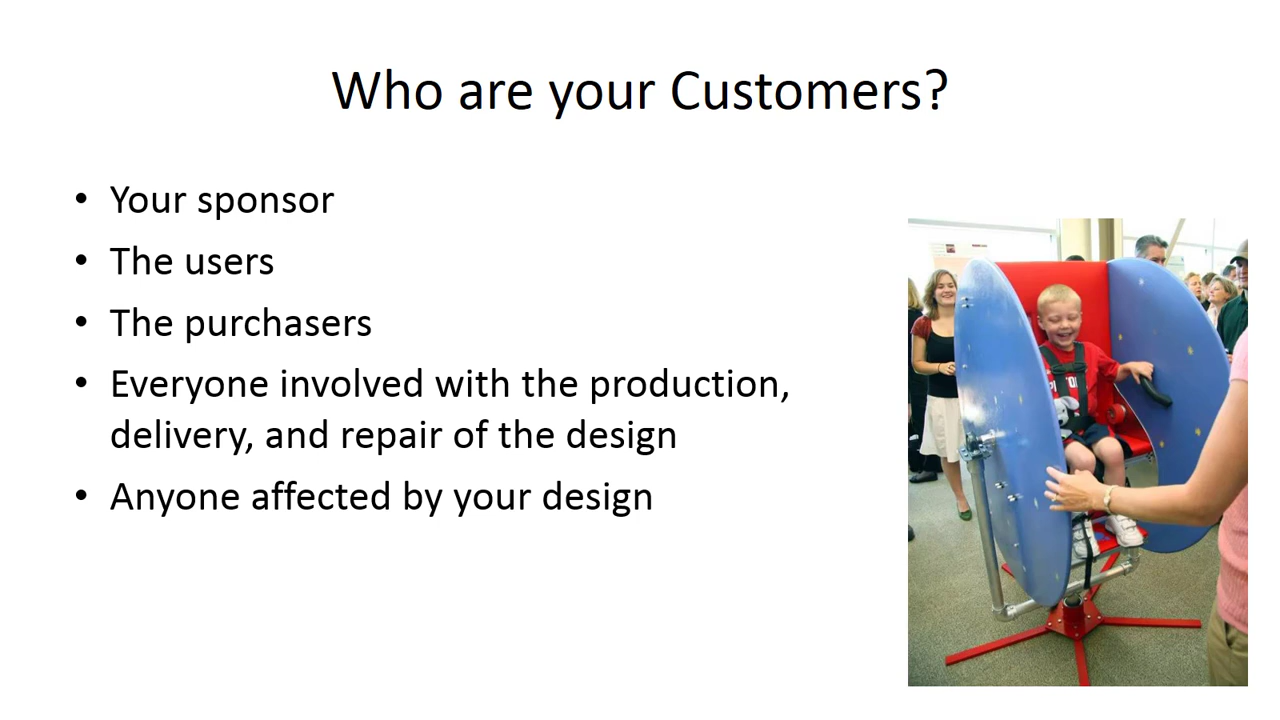 Who are your Customers?
• Your sponsor
• The users
• The purchasers
• Everyone involved with the production,
delivery, and repair of the design
• Anyone affected by your design